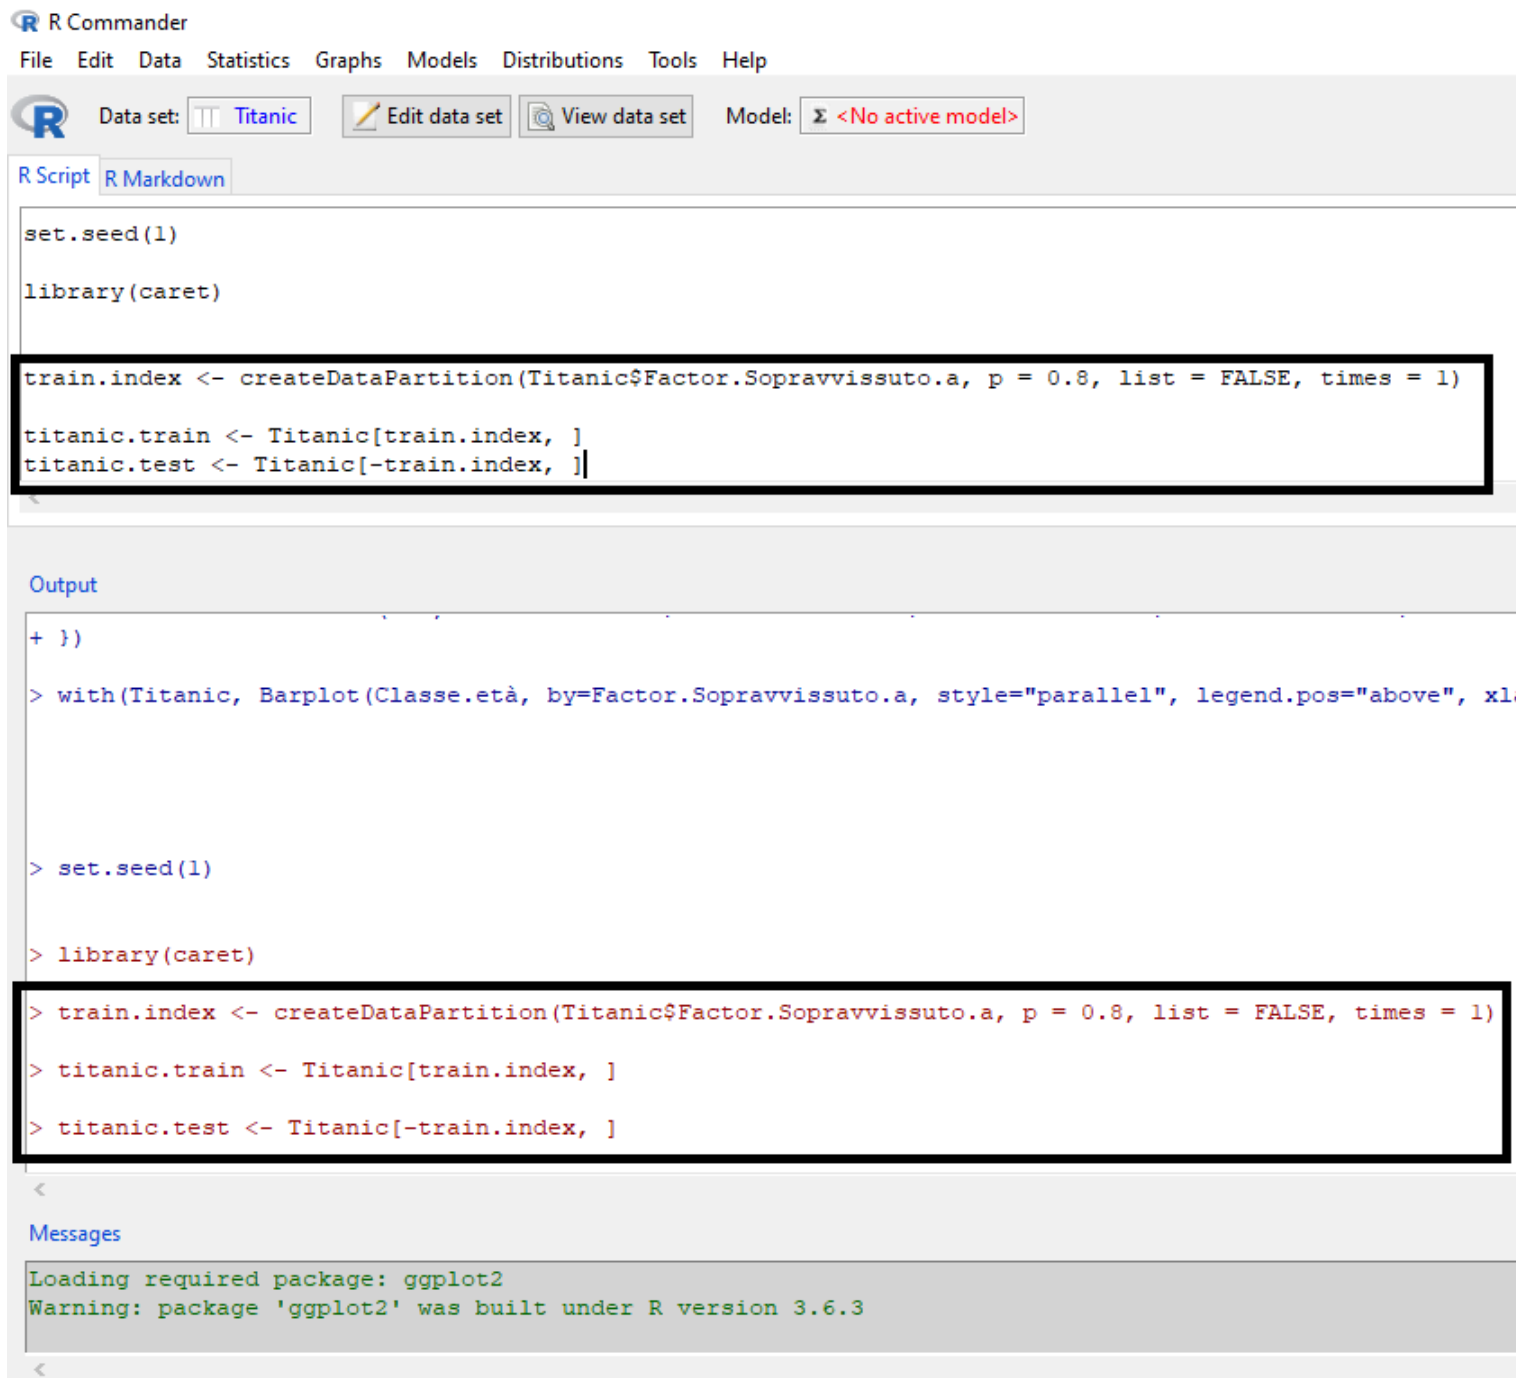 R Commander
File Edit Data Statistics Graphs Models Distributions Tools Help
R Data set: Titanic Edit data set View data set Model: Σ <No active model>
R Script R Markdown
set.seed(1)
library(caret)
train.index <- createDataPartition(Titanic$Factor.Sopravvissuto.a, p = 0.8, list = FALSE, times = 1)
titanic.train <- Titanic[train.index, ]
titanic.test <- Titanic[-train.index, ]
Output
+ })
> with(Titanic, Barplot(Classe.età, by=Factor.Sopravvissuto.a, style="parallel", legend.pos="above", xla
> set.seed(1)
> library(caret)
> train.index <- createDataPartition(Titanic$Factor.Sopravvissuto.a, p = 0.8, list = FALSE, times = 1)
> titanic.train <- Titanic[train.index, ]
> titanic.test <- Titanic[-train.index, ]
Messages
Loading required package: ggplot2
Warning: package 'ggplot2' was built under R version 3.6.3